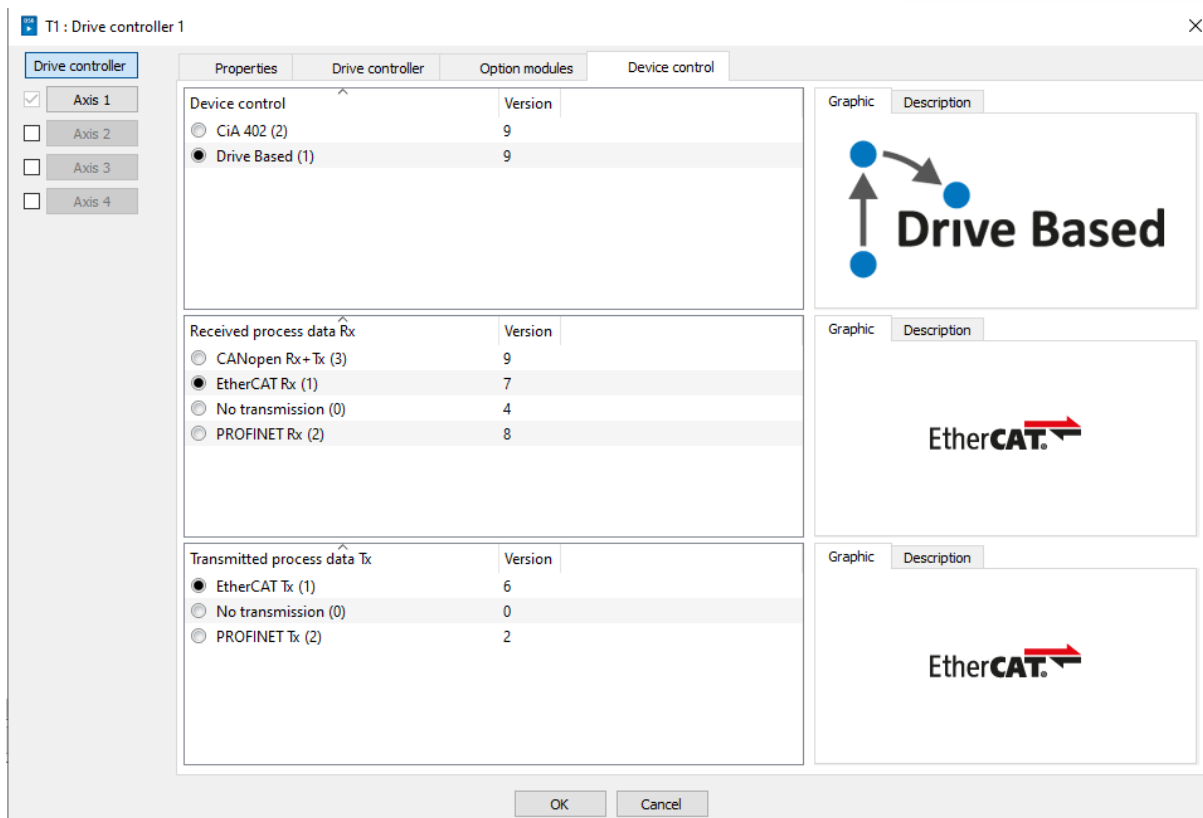 T1 : Drive controller 1
Drive controller
Axis 1
Axis 2
Axis 3
Axis 4
Properties Drive controller Option modules Device control
Device control Version
CiA 402 (2) 9
Drive Based (1) 9
Graphic Description
Drive Based
Received process data Rx Version
CANopen Rx+Tx (3) 9
EtherCAT Rx (1) 7
No transmission (0) 4
PROFINET Rx (2) 8
Graphic Description
EtherCAT®
Transmitted process data Tx Version
EtherCAT Tx (1) 6
No transmission (0) 0
PROFINET Tx (2) 2
Graphic Description
EtherCAT®
OK Cancel